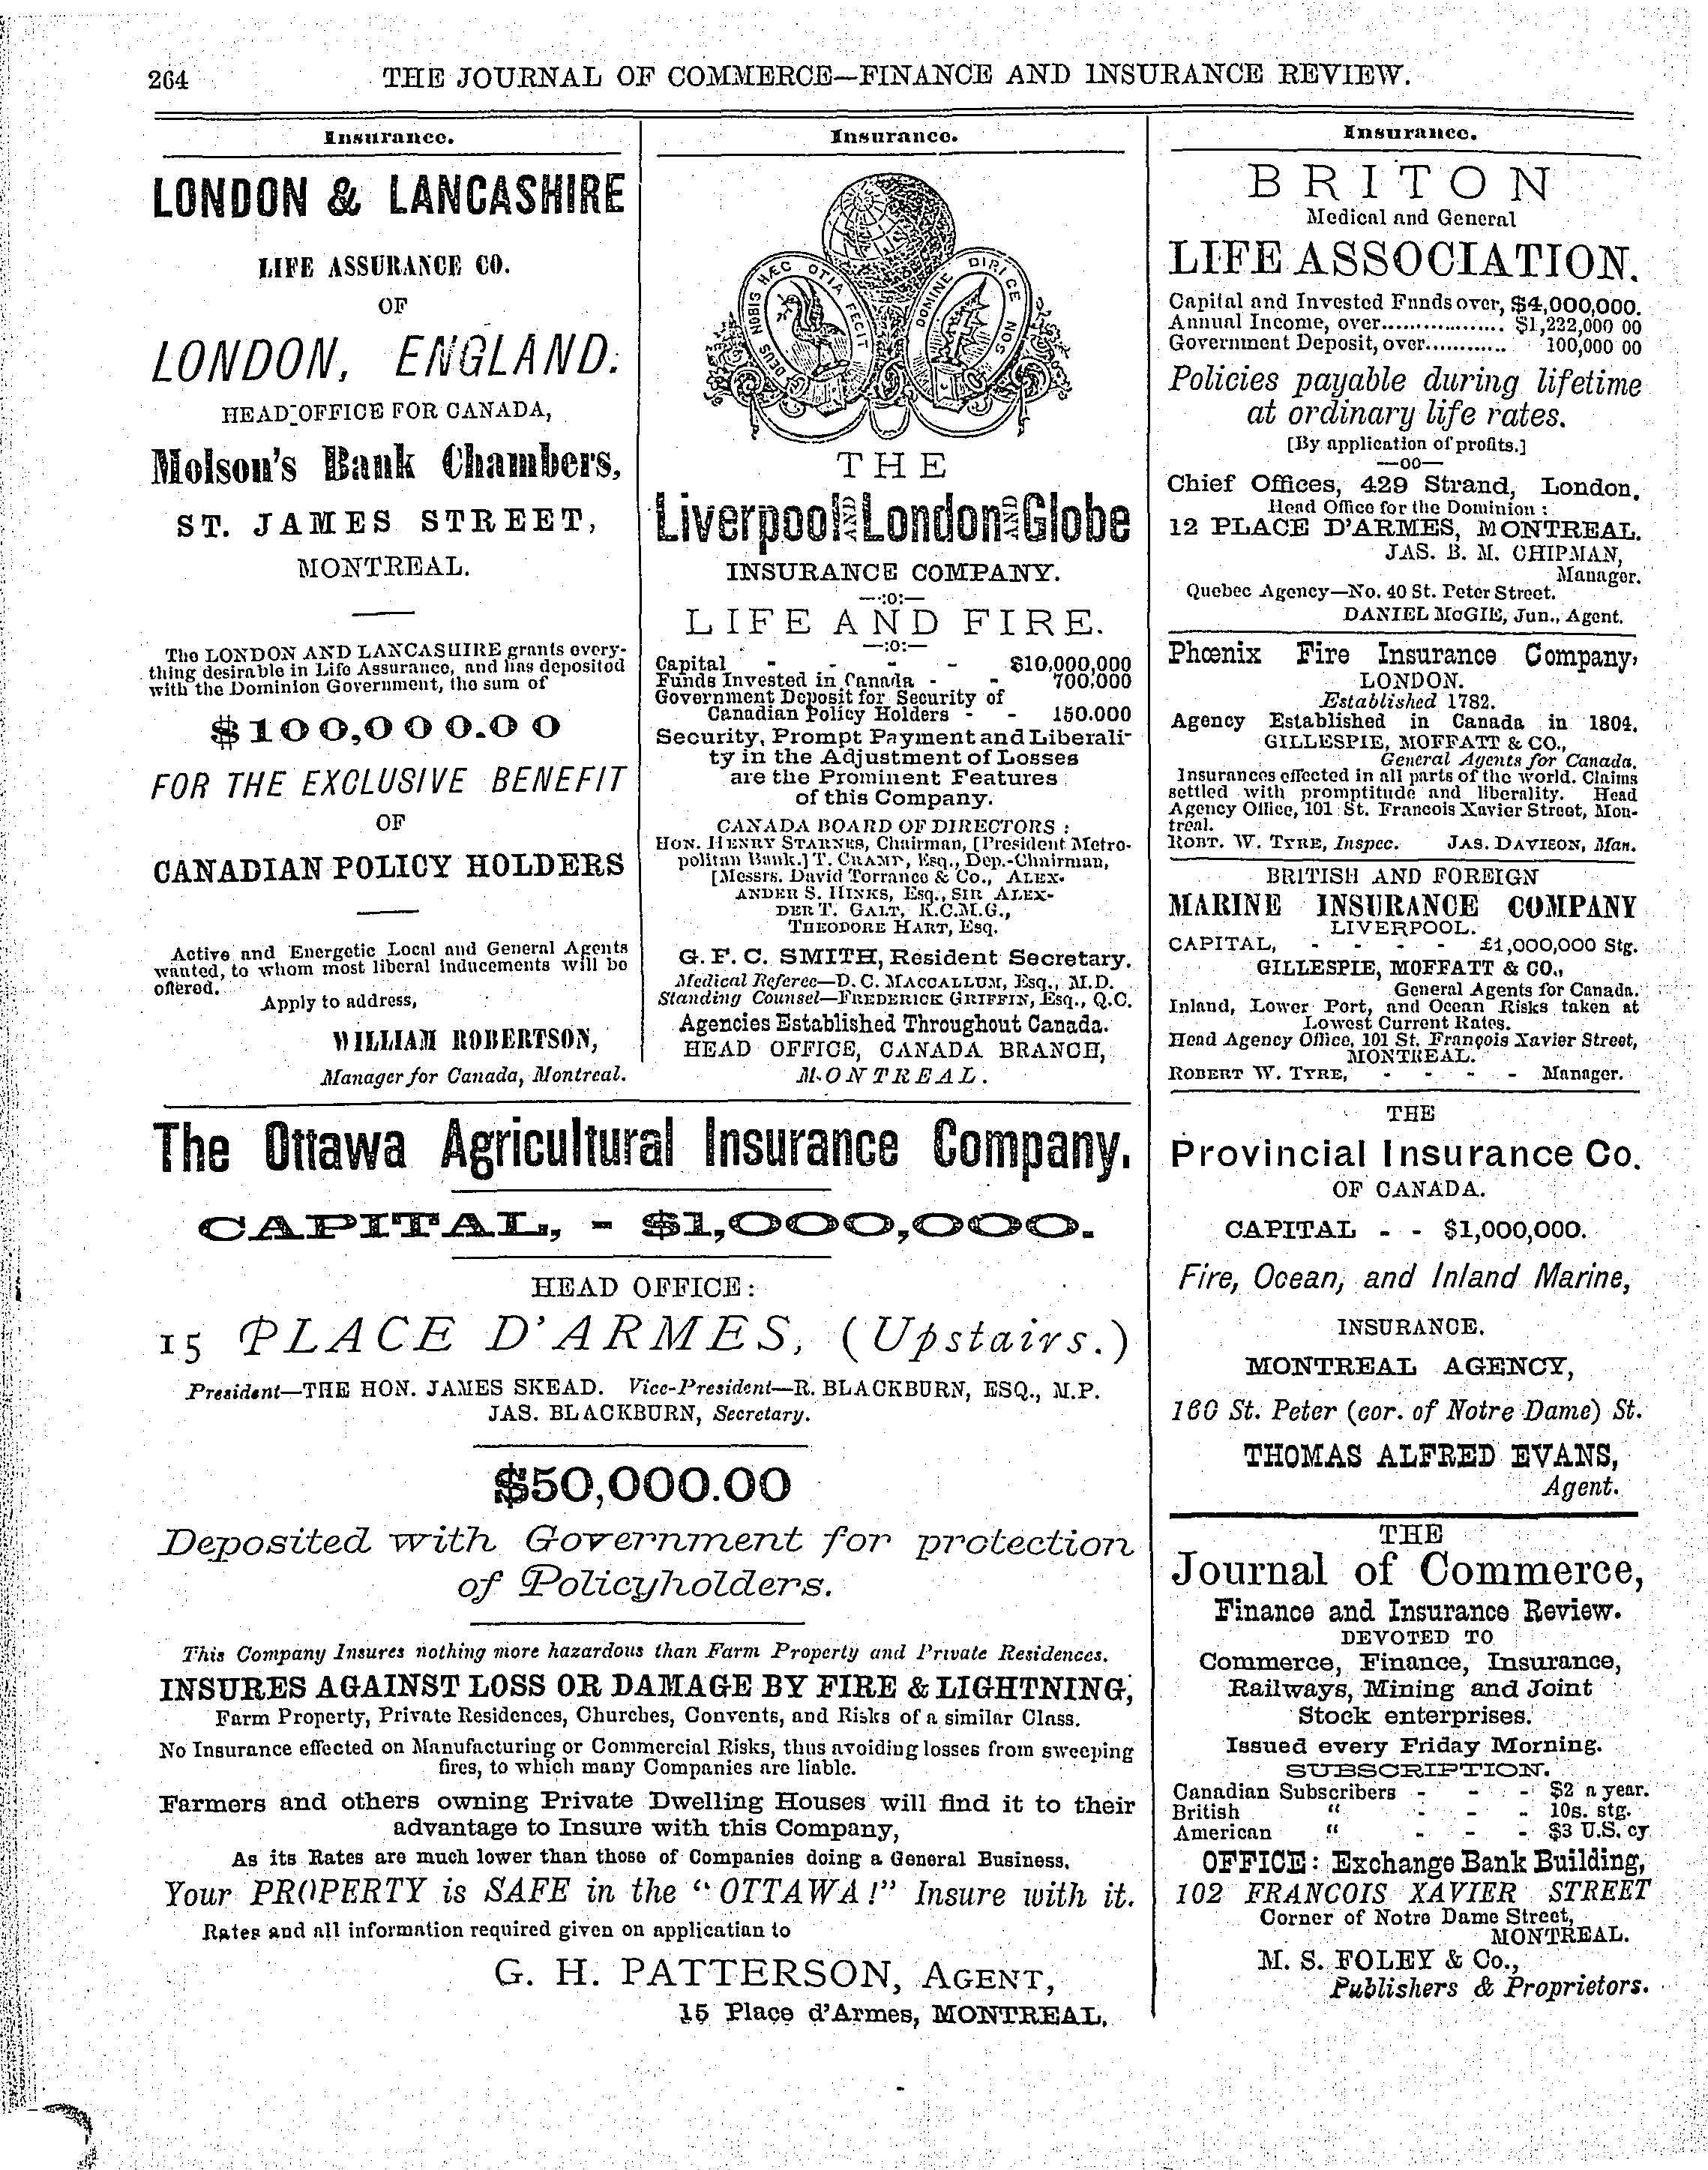 264
THE JOURNAL OF COMMERCE—FINANCE AND INSURANCE REVIEW.
Insurance.
LONDON & LANCASHIRE
LIFE ASSURANCE CO.
OF
LONDON, ENGLAND.
HEAD OFFICE FOR CANADA,
Molson's Bank Chambers,
ST. JAMES STREET,
MONTREAL.
The LONDON AND LANCASHIRE grants every-
thing desirable in Life Assurance, and has deposited
with the Dominion Government, the sum of
$100,000.00
FOR THE EXCLUSIVE BENEFIT
OF
CANADIAN POLICY HOLDERS
Active and Energetic Local and General Agents
wanted, to whom most liberal inducements will be
offered.
Apply to address,
WILLIAM ROBERTSON,
Manager for Canada, Montreal.
Insurance.
DEUS NOBIS HÆC OTIA FECIT
DOMINE DIRIGE NOS
THE
Liverpool AND London AND Globe
INSURANCE COMPANY.
—:o:—
LIFE AND FIRE.
—:o:—
Capital - - - - $10,000,000
Funds Invested in Canada - - 700,000
Government Deposit for Security of
Canadian Policy Holders - - 150.000
Security, Prompt Payment and Liberali-
ty in the Adjustment of Losses
are the Prominent Features
of this Company.
CANADA BOARD OF DIRECTORS :
HON. HENRY STARNES, Chairman, [President Metro-
politan Bank.] T. CRAMP, Esq., Dep.-Chairman,
[Messrs. David Torrance & Co., ALEX-
ANDER S. HINKS, Esq., SIR ALEX-
DER T. GALT, K.C.M.G.,
THEODORE HART, Esq.
G. F. C. SMITH, Resident Secretary.
Medical Referee—D. C. MACCALLUM, Esq., M.D.
Standing Counsel—FREDERICK GRIFFIN, Esq., Q.C.
Agencies Established Throughout Canada.
HEAD OFFICE, CANADA BRANCH,
MONTREAL.
The Ottawa Agricultural Insurance Company.
CAPITAL, - $1,000,000.
HEAD OFFICE:
15 PLACE D'ARMES, (Upstairs.)
President—THE HON. JAMES SKEAD. Vice-President—R. BLACKBURN, ESQ., M.P.
JAS. BLACKBURN, Secretary.
$50,000.00
Deposited with Government for protection
of Policyholders.
This Company Insures nothing more hazardous than Farm Property and Private Residences.
INSURES AGAINST LOSS OR DAMAGE BY FIRE & LIGHTNING,
Farm Property, Private Residences, Churches, Convents, and Risks of a similar Class.
No Insurance effected on Manufacturing or Commercial Risks, thus avoiding losses from sweeping
fires, to which many Companies are liable.
Farmers and others owning Private Dwelling Houses will find it to their
advantage to Insure with this Company,
As its Rates are much lower than those of Companies doing a General Business.
Your PROPERTY is SAFE in the "OTTAWA!" Insure with it.
Rates and all information required given on applicatian to
G. H. PATTERSON, AGENT,
15 Place d'Armes, MONTREAL.
Insurance.
BRITON
Medical and General
LIFE ASSOCIATION.
Capital and Invested Funds over, $4,000,000.
Annual Income, over.................. $1,222,000 00
Government Deposit, over............ 100,000 00
Policies payable during lifetime
at ordinary life rates.
[By application of profits.]
—oo—
Chief Offices, 429 Strand, London.
Head Office for the Dominion :
12 PLACE D'ARMES, MONTREAL.
JAS. B. M. CHIPMAN,
Manager.
Quebec Agency—No. 40 St. Peter Street.
DANIEL McGIE, Jun., Agent.
Phœnix Fire Insurance Company,
LONDON.
Established 1782.
Agency Established in Canada in 1804.
GILLESPIE, MOFFATT & CO.,
General Agents for Canada.
Insurances effected in all parts of the world. Claims
settled with promptitude and liberality. Head
Agency Office, 101 St. Francois Xavier Street, Mon-
treal.
ROBT. W. TYRE, Inspec. JAS. DAVISON, Man.
BRITISH AND FOREIGN
MARINE INSURANCE COMPANY
LIVERPOOL.
CAPITAL, - - - - £1,000,000 Stg.
GILLESPIE, MOFFATT & CO.,
General Agents for Canada.
Inland, Lower Port, and Ocean Risks taken at
Lowest Current Rates.
Head Agency Office, 101 St. François Xavier Street,
MONTREAL.
ROBERT W. TYRE, - - - - Manager.
THE
Provincial Insurance Co.
OF CANADA.
CAPITAL - - $1,000,000.
Fire, Ocean, and Inland Marine,
INSURANCE.
MONTREAL AGENCY,
160 St. Peter (cor. of Notre Dame) St.
THOMAS ALFRED EVANS,
Agent.
THE
Journal of Commerce,
Finance and Insurance Review.
DEVOTED TO
Commerce, Finance, Insurance,
Railways, Mining and Joint
Stock enterprises.
Issued every Friday Morning.
SUBSCRIPTION.
Canadian Subscribers - - - $2 a year.
British " - - - 10s. stg.
American " - - - $3 U.S. cy
OFFICE: Exchange Bank Building,
102 FRANCOIS XAVIER STREET
Corner of Notre Dame Street,
MONTREAL.
M. S. FOLEY & Co.,
Publishers & Proprietors.